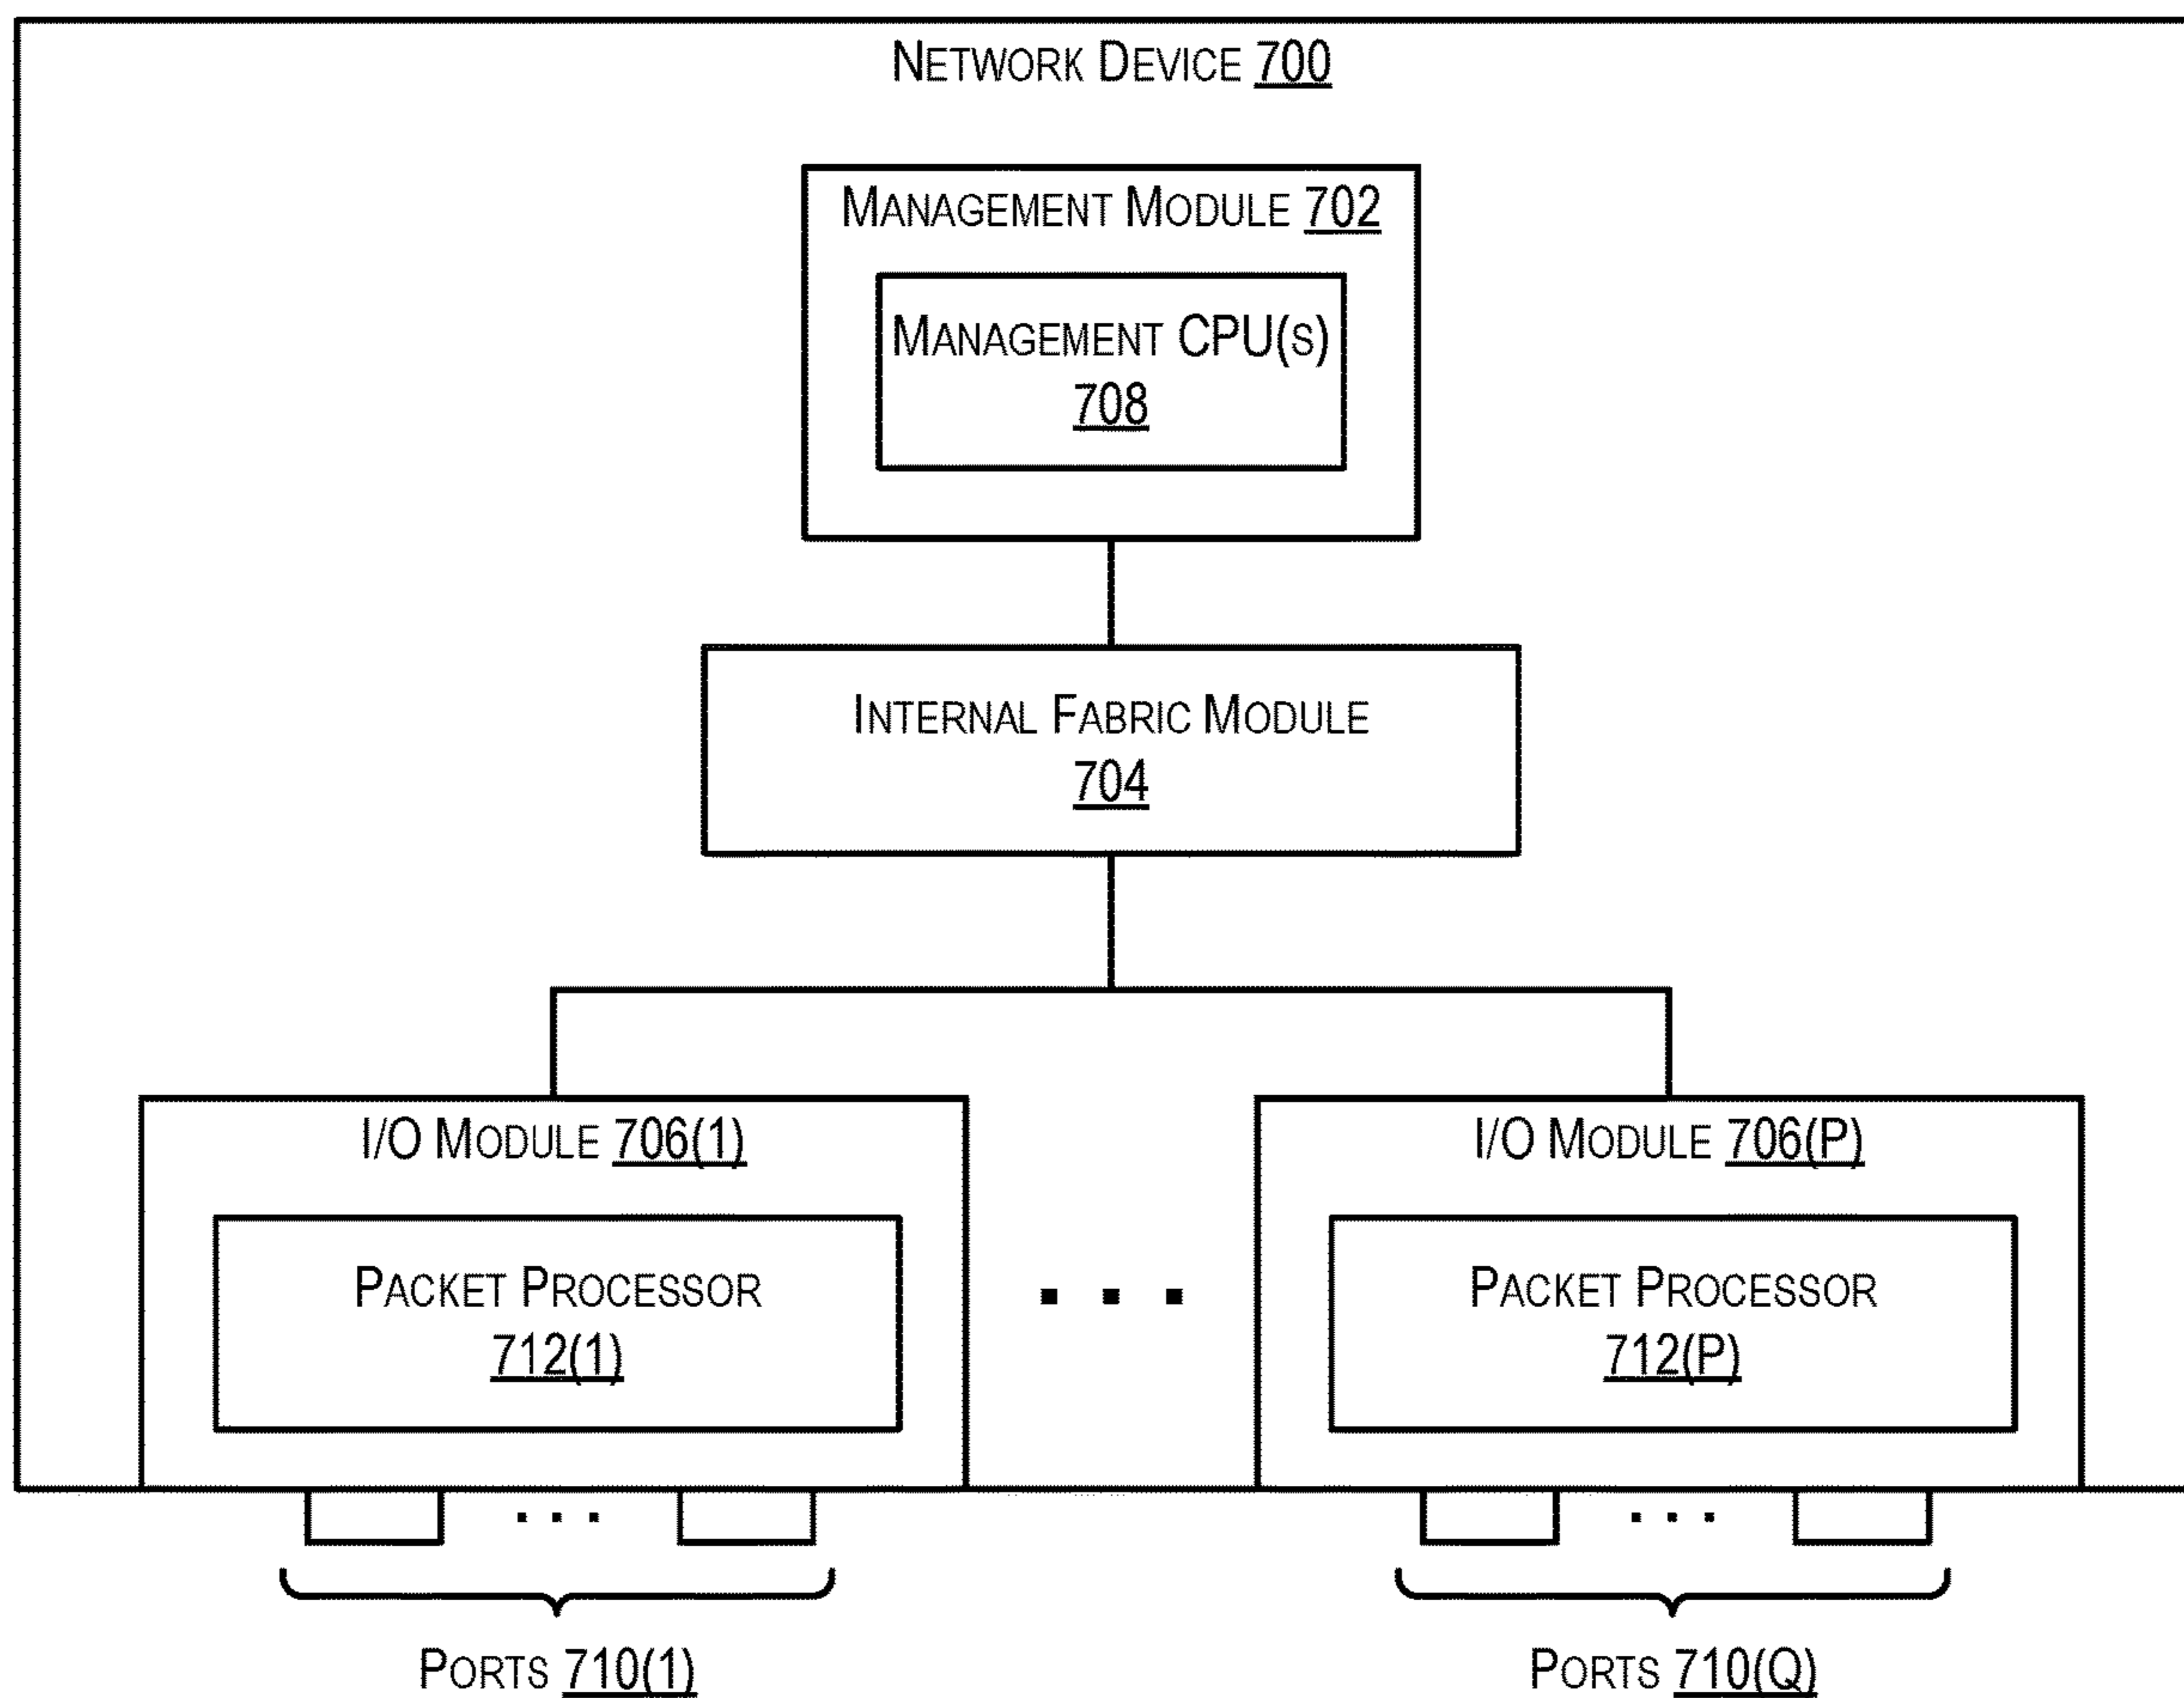 NETWORK DEVICE 700
MANAGEMENT MODULE 702
MANAGEMENT CPU(S)
708
INTERNAL FABRIC MODULE
704
I/O MODULE 706(1)
I/O MODULE 706(P)
PACKET PROCESSOR
712(1)
PACKET PROCESSOR
712(P)
PORTS 710(1)
PORTS 710(Q)